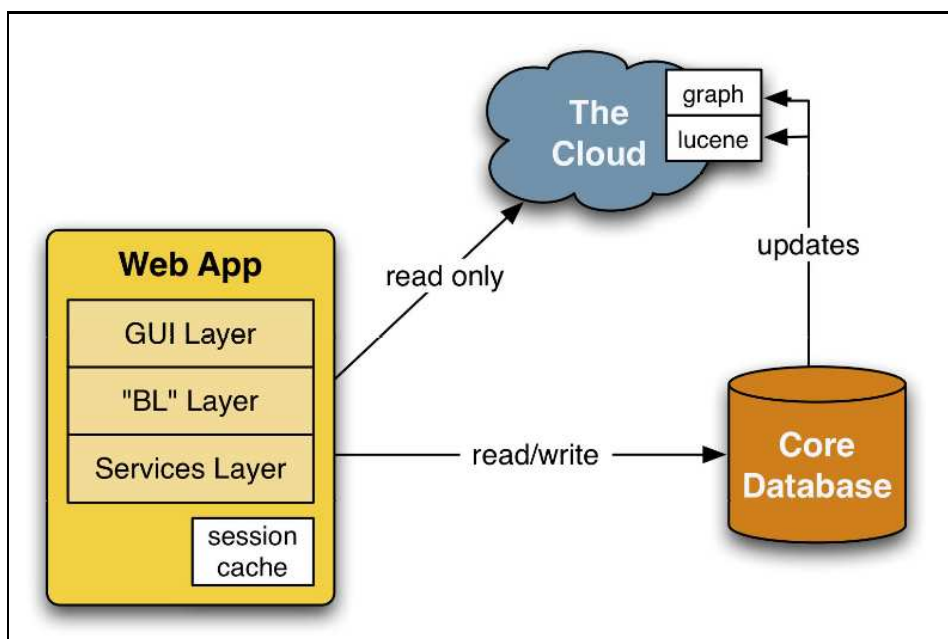 The
Cloud
graph
lucene
updates
read only
Web App
GUI Layer
"BL" Layer
Services Layer
session
cache
read/write
Core
Database